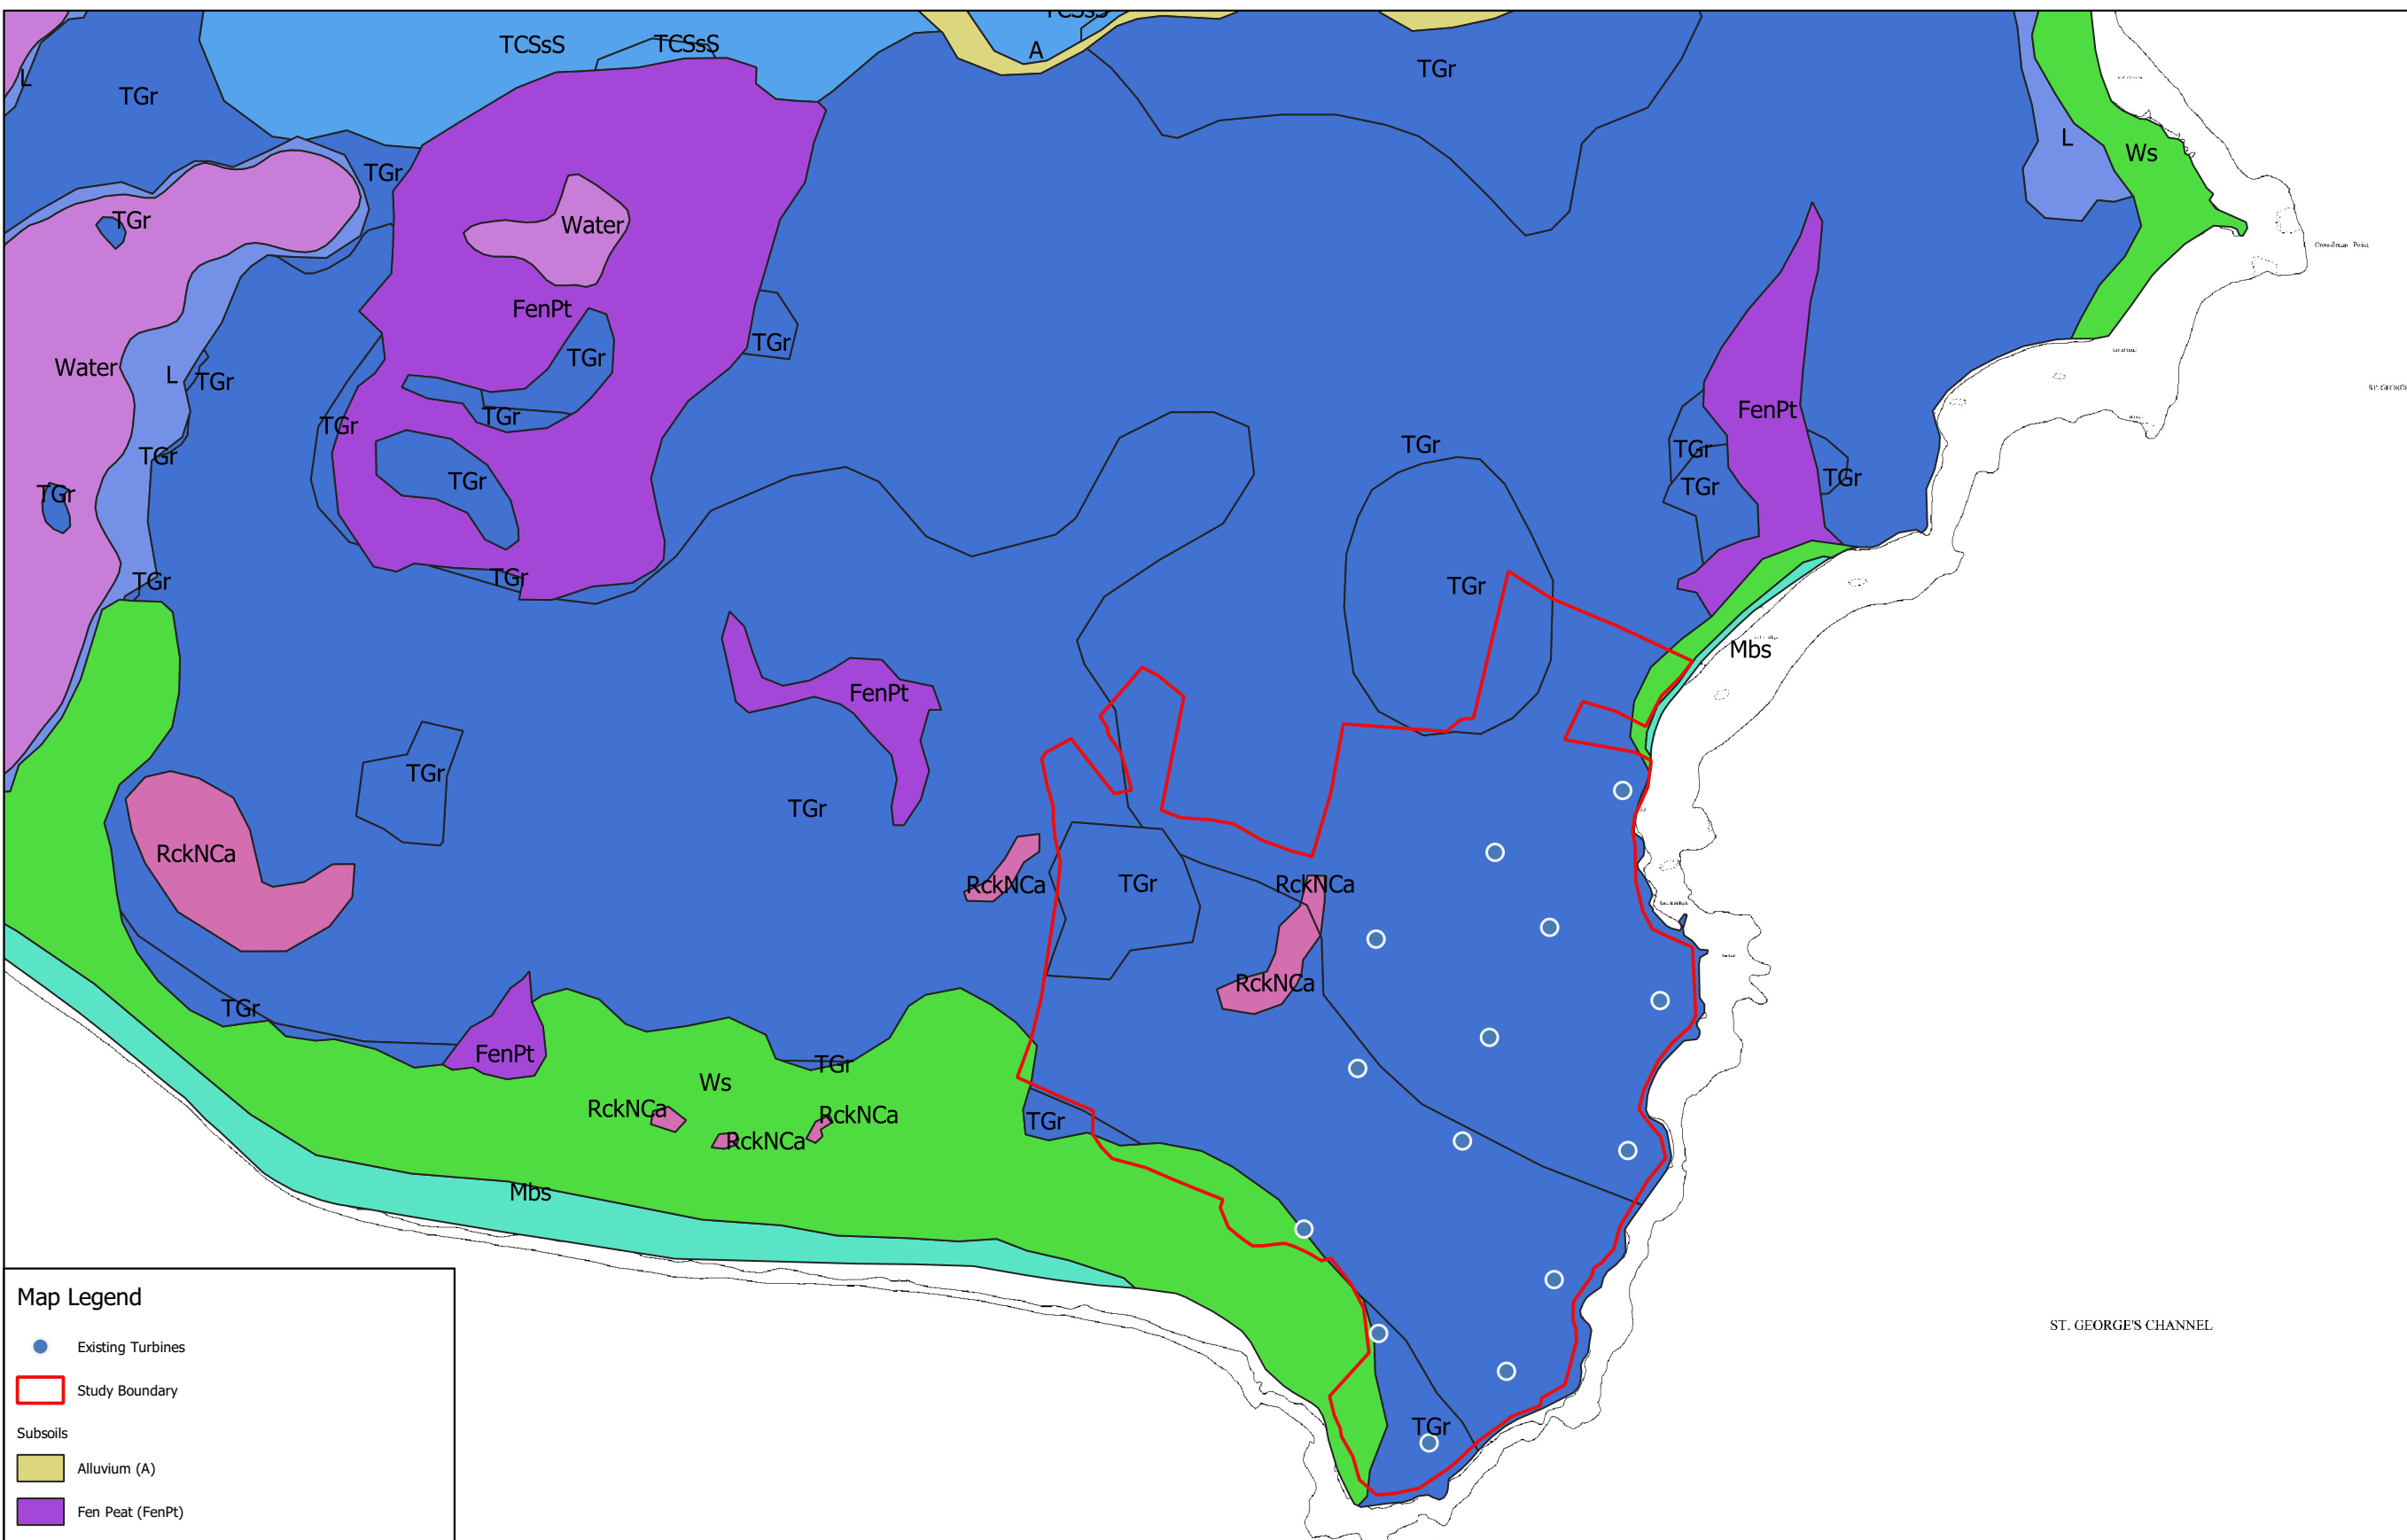 TCSsS
TCSsS
TCSsS
A
TGr
L
TGr
L
Ws
TGr
TGr
Water
FenPt
TGr
TGr
Water
L
TGr
TGr
FenPt
TGr
TGr
TGr
TGr
TGr
TGr
TGr
TGr
TGr
TGr
TGr
TGr
TGr
Mbs
FenPt
TGr
TGr
RckNCa
RckNCa
TGr
RckNCa
RckNCa
TGr
FenPt
TGr
Ws
RckNCa
RckNCa
RckNCa
TGr
Mbs
TGr
ST. GEORGE'S CHANNEL
Map Legend
Existing Turbines
Study Boundary
Subsoils
Alluvium (A)
Fen Peat (FenPt)